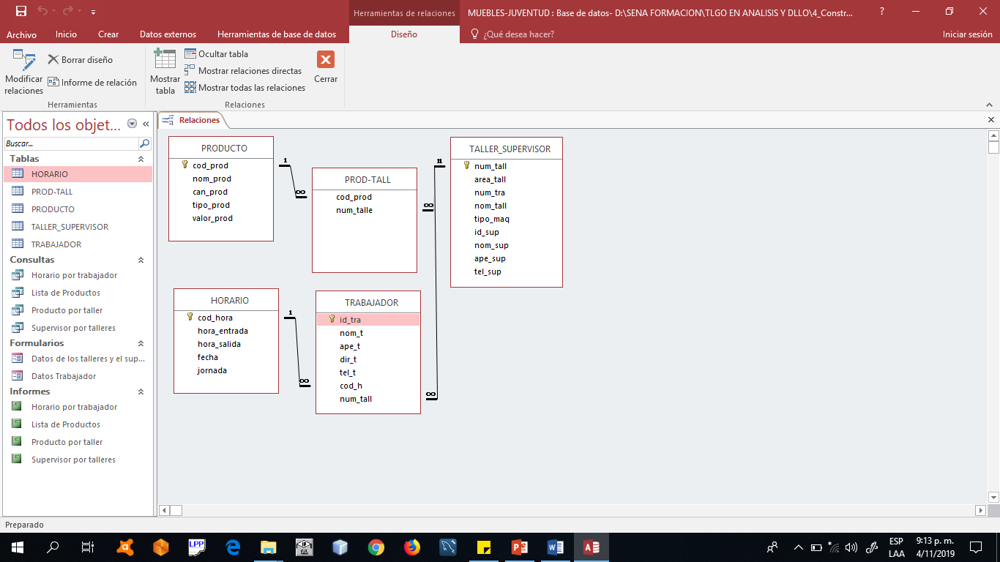 Herramientas de relaciones
MUEBLES-JUVENTUD : Base de datos- D:\SENA FORMACION\TLGO EN ANALISIS Y DLLO\4_Constr...
?
Archivo
Inicio
Crear
Datos externos
Herramientas de base de datos
Diseño
¿Qué desea hacer?
Iniciar sesión
Modificar relaciones
Borrar diseño
Informe de relación
Herramientas
Mostrar tabla
Ocultar tabla
Mostrar relaciones directas
Mostrar todas las relaciones
Relaciones
Cerrar
Todos los objet...
Buscar...
Tablas
HORARIO
PROD-TALL
PRODUCTO
TALLER_SUPERVISOR
TRABAJADOR
Consultas
Horario por trabajador
Lista de Productos
Producto por taller
Supervisor por talleres
Formularios
Datos de los talleres y el sup...
Datos Trabajador
Informes
Horario por trabajador
Lista de Productos
Producto por taller
Supervisor por talleres
Relaciones
PRODUCTO
cod_prod
nom_prod
can_prod
tipo_prod
valor_prod
1
∞
PROD-TALL
cod_prod
num_talle
∞
11
TALLER_SUPERVISOR
num_tall
area_tall
num_tra
nom_tall
tipo_maq
id_sup
nom_sup
ape_sup
tel_sup
HORARIO
cod_hora
hora_entrada
hora_salida
fecha
jornada
1
∞
TRABAJADOR
id_tra
nom_t
ape_t
dir_t
tel_t
cod_h
num_tall
∞
Preparado
LPP
ESP
LAA
9:13 p. m.
4/11/2019